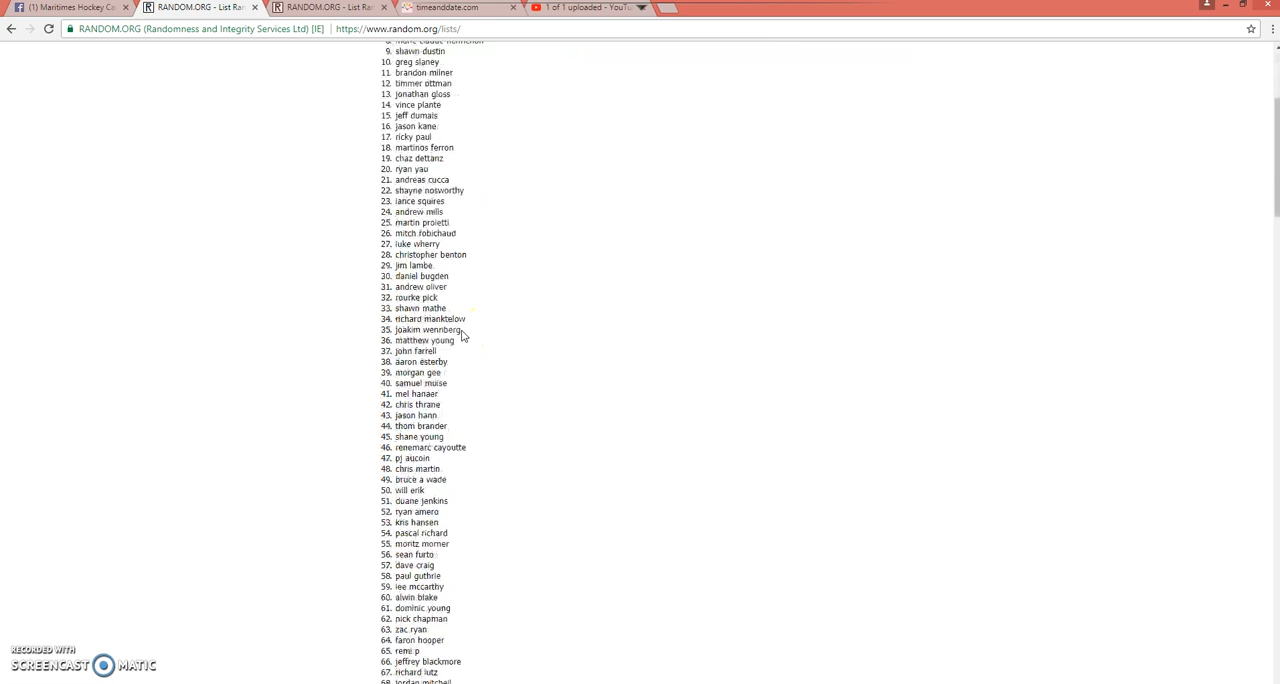 (1) Maritimes Hockey Ca
RANDOM.ORG - List Ran
RANDOM.ORG - List Ran
timeanddate.com
1 of 1 uploaded - YouTu
RANDOM.ORG (Randomness and Integrity Services Ltd) [IE]
https://www.random.org/lists/
9. shawn dustin
10. greg slaney
11. brandon milner
12. timmer ottman
13. jonathan gloss
14. vince plante
15. jeff dumais
16. jason kane
17. ricky paul
18. martinos ferron
19. chaz dettanz
20. ryan yau
21. andreas cucca
22. shayne nosworthy
23. lance squires
24. andrew mills
25. martin proietti
26. mitch robichaud
27. luke wherry
28. christopher benton
29. jim lambe
30. daniel bugden
31. andrew oliver
32. rourke pick
33. shawn mathe
34. richard manktelow
35. joakim wennberg
36. matthew young
37. john farrell
38. aaron esterby
39. morgan gee
40. samuel muise
41. mel hanaer
42. chris thrane
43. jason hann
44. thom brander
45. shane young
46. renemarc cayoutte
47. pj aucoin
48. chris martin
49. bruce a wade
50. will erik
51. duane jenkins
52. ryan amero
53. kris hansen
54. pascal richard
55. moritz morner
56. sean furto
57. dave craig
58. paul guthrie
59. lee mccarthy
60. alwin blake
61. dominic young
62. nick chapman
63. zac ryan
64. faron hooper
65. remi p
66. jeffrey blackmore
67. richard lutz
68. jordan mitchell
RECORDED WITH
SCREENCAST MATIC